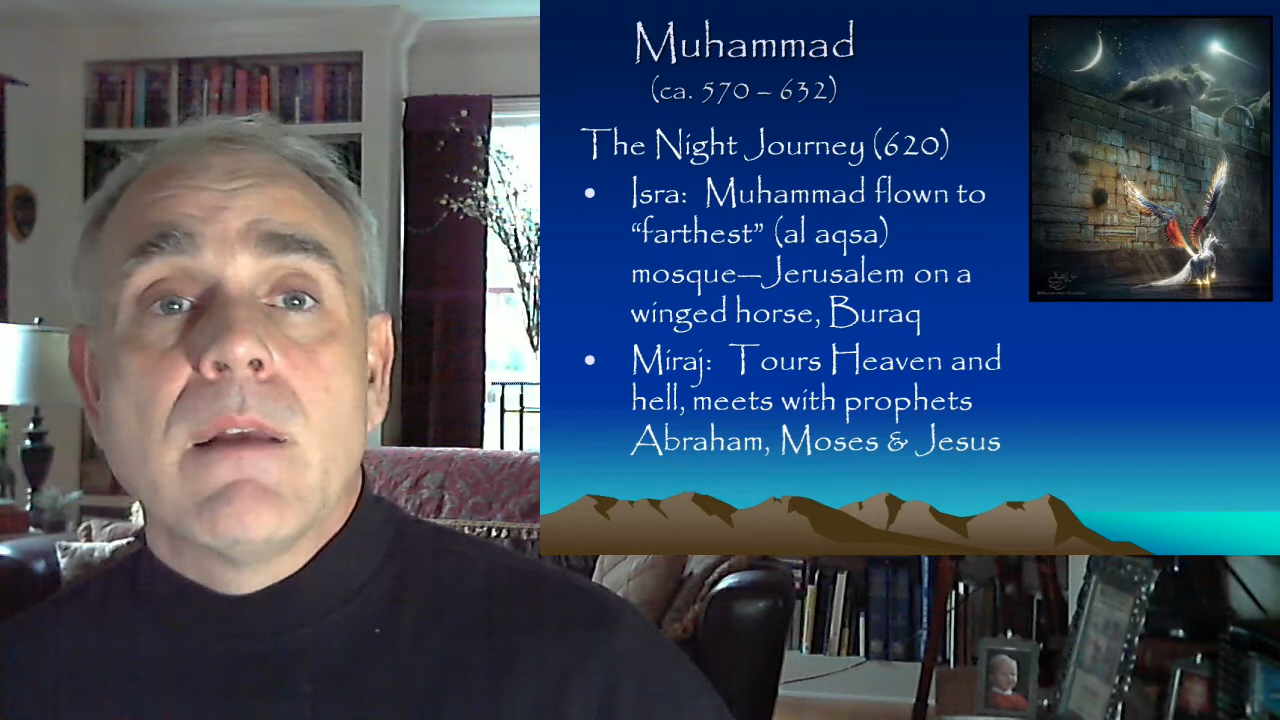 Muhammad
(ca. 570 – 632)
The Night Journey (620)
• Isra: Muhammad flown to
“farthest” (al aqsa)
mosque—Jerusalem on a
winged horse, Buraq
• Miraj: Tours Heaven and
hell, meets with prophets
Abraham, Moses & Jesus